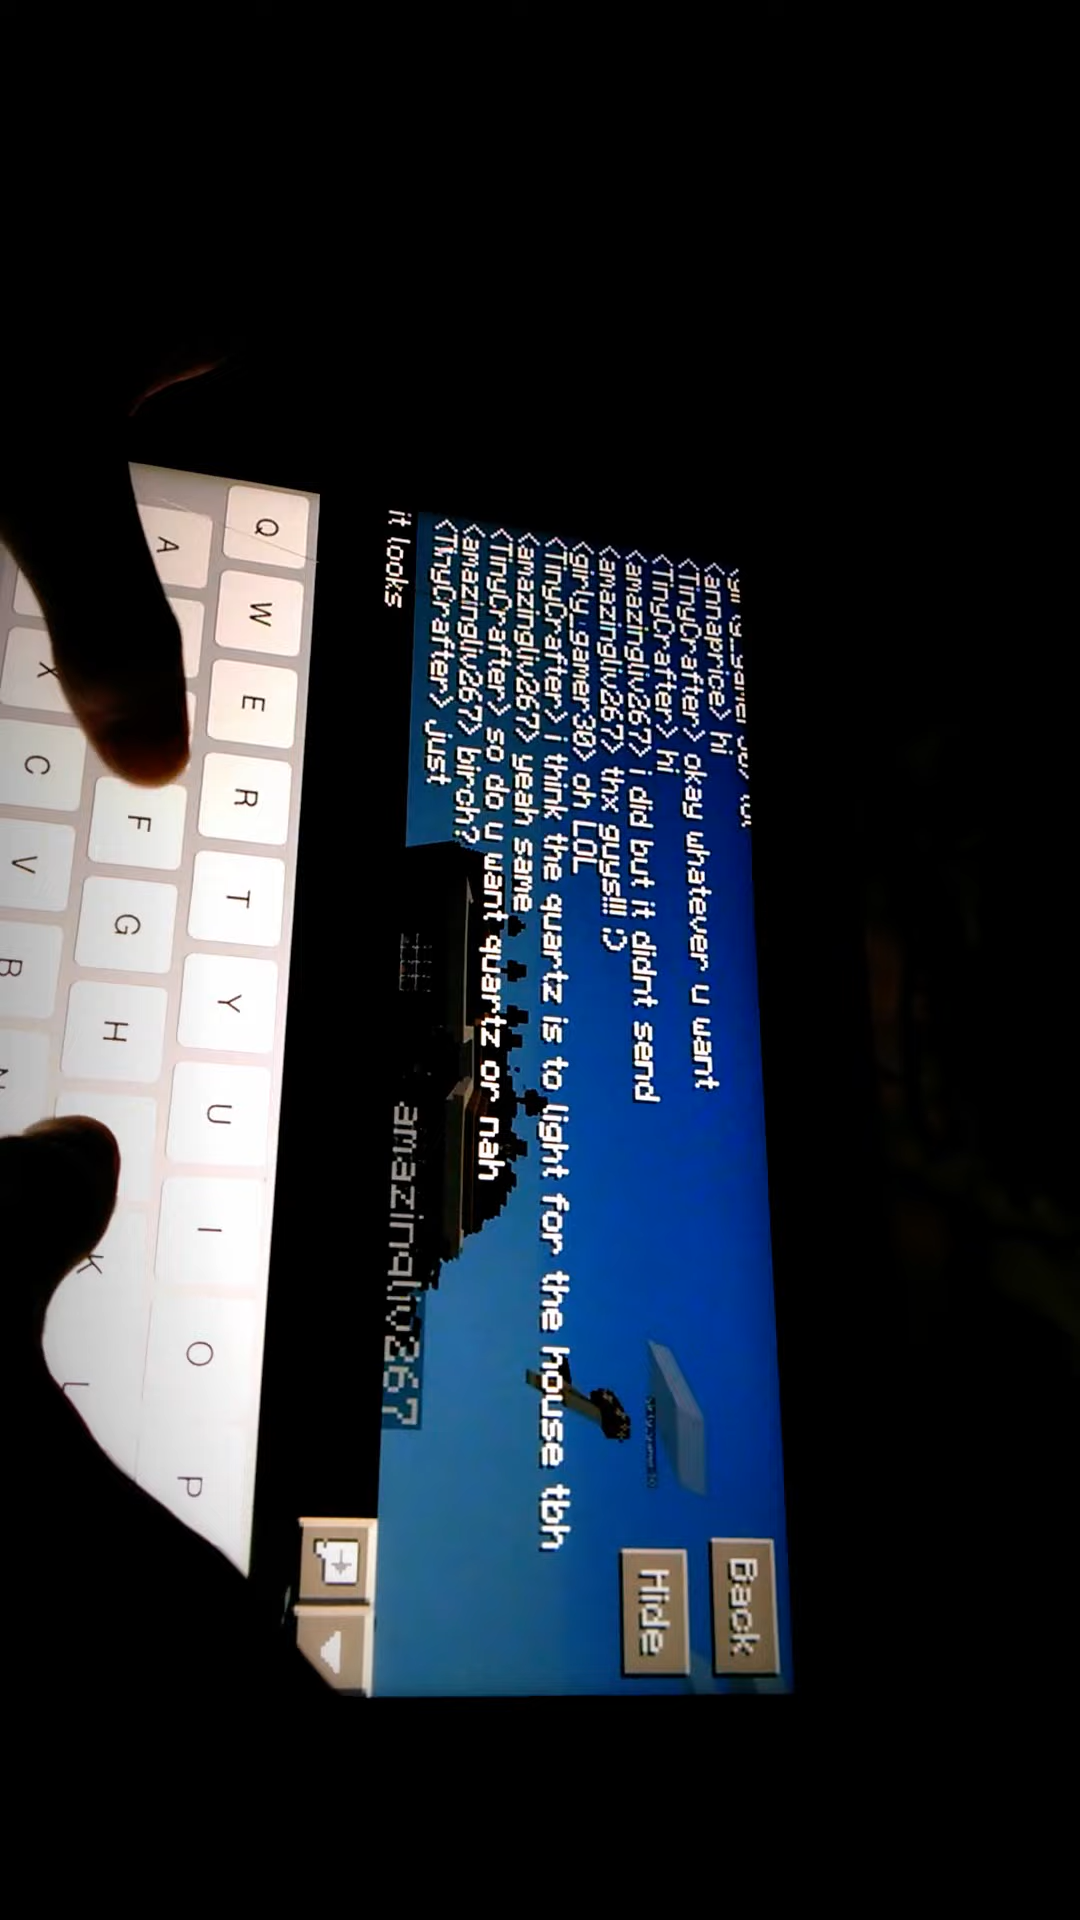 <annaprice> hi
<TinyCrafter> okay whatever u want
<TinyCrafter> hi
<amazingliv267> i did but it didnt send
<amazingliv267> thx guys!!! :)
<girly_gamer30> oh LOL
<TinyCrafter> i think the quartz is to light for the house tbh
<amazingliv267> yeah same
<TinyCrafter> so do u want quartz or nah
<amazingliv267> birch?
<TinyCrafter> just
it looks
Back
Hide
amazingliv267
Q W E R T Y U I O P
A F G H K L
X C V B N